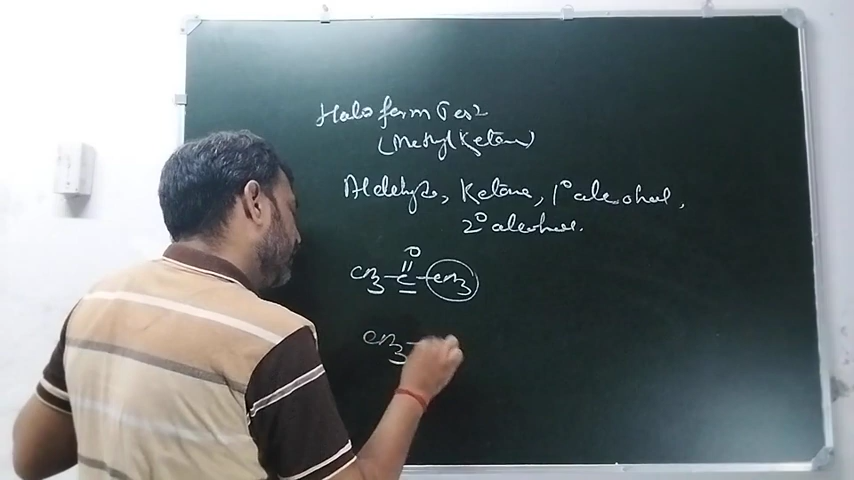 Haloform Test
(Methyl Ketone)
Aldehyde, Ketone, 1° alcohol,
2° alcohol.
O
CH3-C-CH3
CH3-